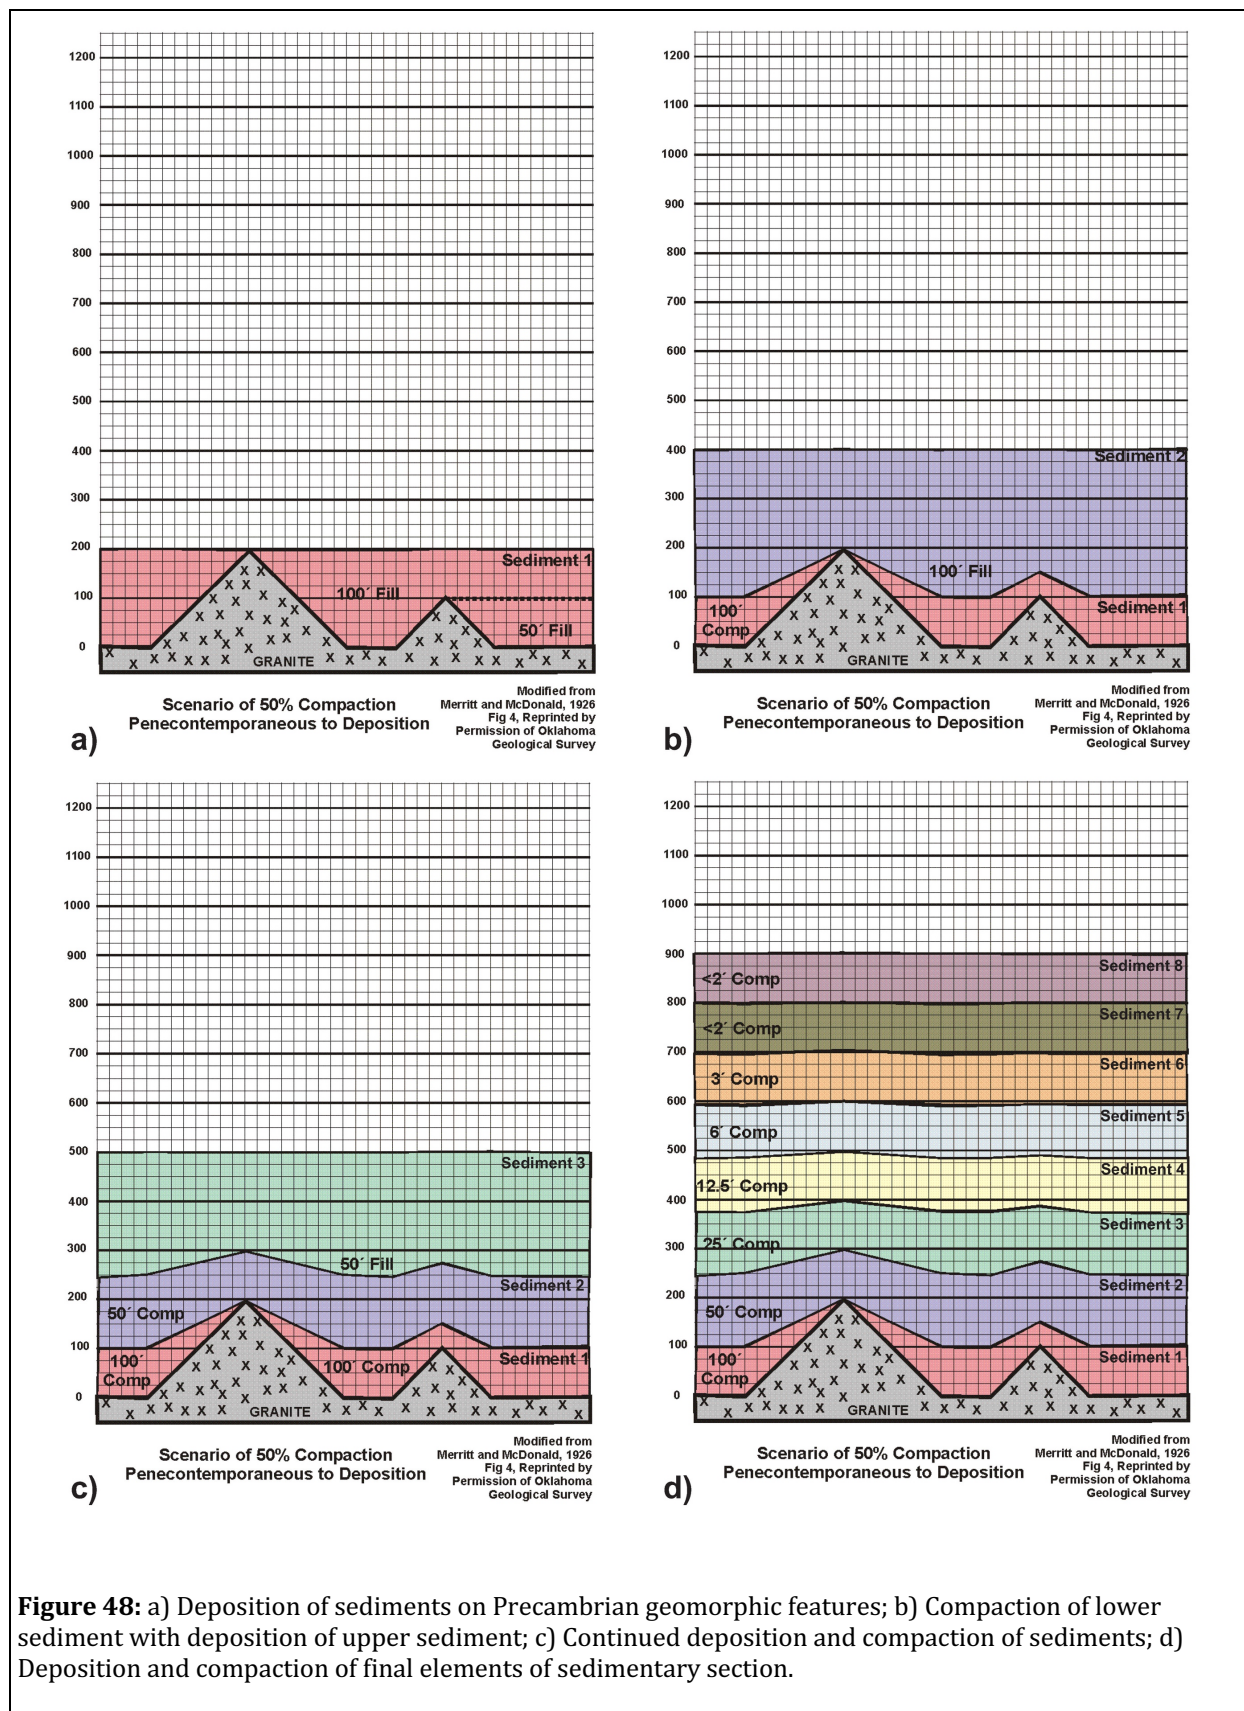 1200
1100
1000
900
800
700
600
500
400
300
200
Sediment 1
100´ Fill
100
50´ Fill
0
GRANITE
Scenario of 50% Compaction
Penecontemporaneous to Deposition
Modified from
Merritt and McDonald, 1926
Fig 4, Reprinted by
Permission of Oklahoma
Geological Survey
a)
1200
1100
1000
900
800
700
600
500
400
Sediment 2
300
200
100´ Fill
100
100´
Comp
Sediment 1
0
GRANITE
Scenario of 50% Compaction
Penecontemporaneous to Deposition
Modified from
Merritt and McDonald, 1926
Fig 4, Reprinted by
Permission of Oklahoma
Geological Survey
b)
1200
1100
1000
900
800
700
600
500
Sediment 3
400
300
50´ Fill
Sediment 2
200
50´ Comp
100
100´
Comp
100´ Comp
Sediment 1
0
GRANITE
Scenario of 50% Compaction
Penecontemporaneous to Deposition
Modified from
Merritt and McDonald, 1926
Fig 4, Reprinted by
Permission of Oklahoma
Geological Survey
c)
1200
1100
1000
900
Sediment 8
<2´ Comp
800
Sediment 7
<2´ Comp
700
Sediment 6
3´ Comp
600
Sediment 5
6´ Comp
500
Sediment 4
12.5´ Comp
400
Sediment 3
25´ Comp
300
Sediment 2
200
50´ Comp
100
100´
Comp
Sediment 1
0
GRANITE
Scenario of 50% Compaction
Penecontemporaneous to Deposition
Modified from
Merritt and McDonald, 1926
Fig 4, Reprinted by
Permission of Oklahoma
Geological Survey
d)
Figure 48: a) Deposition of sediments on Precambrian geomorphic features; b) Compaction of lower
sediment with deposition of upper sediment; c) Continued deposition and compaction of sediments; d)
Deposition and compaction of final elements of sedimentary section.